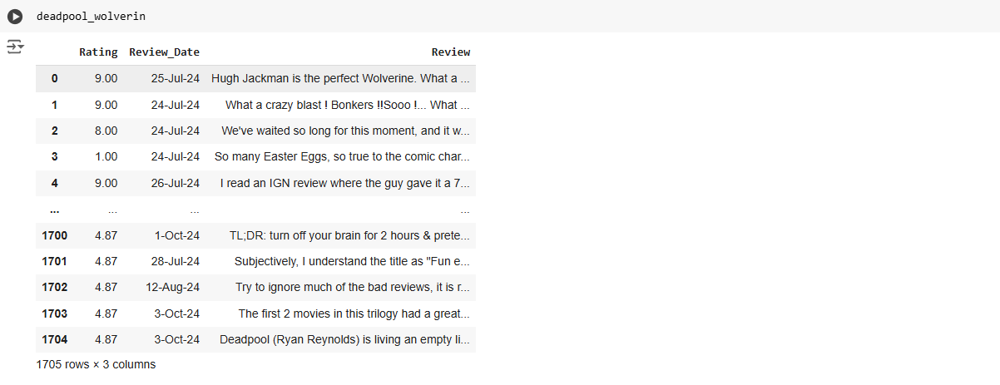 deadpool_wolverin
Rating Review_Date Review
0 9.00 25-Jul-24 Hugh Jackman is the perfect Wolverine. What a ...
1 9.00 24-Jul-24 What a crazy blast ! Bonkers !!Sooo !... What ...
2 8.00 24-Jul-24 We've waited so long for this moment, and it w...
3 1.00 24-Jul-24 So many Easter Eggs, so true to the comic char...
4 9.00 26-Jul-24 I read an IGN review where the guy gave it a 7...
... ... ... ...
1700 4.87 1-Oct-24 TL;DR: turn off your brain for 2 hours & prete...
1701 4.87 28-Jul-24 Subjectively, I understand the title as "Fun e...
1702 4.87 12-Aug-24 Try to ignore much of the bad reviews, it is r...
1703 4.87 3-Oct-24 The first 2 movies in this trilogy had a great...
1704 4.87 3-Oct-24 Deadpool (Ryan Reynolds) is living an empty li...
1705 rows × 3 columns